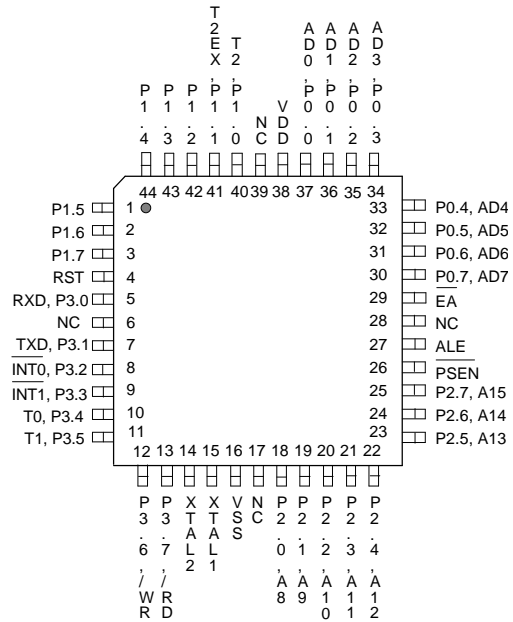 P1.4
P1.3
P1.2
T2EX,P1.1
T2,P1.0
NC
VDD
AD0,P0.0
AD1,P0.1
AD2,P0.2
AD3,P0.3
44 43 42 41 40 39 38 37 36 35 34
P1.5 1
P1.6 2
P1.7 3
RST 4
RXD, P3.0 5
NC 6
TXD, P3.1 7
INT0, P3.2 8
INT1, P3.3 9
T0, P3.4 10
T1, P3.5 11
33 P0.4, AD4
32 P0.5, AD5
31 P0.6, AD6
30 P0.7, AD7
29 EA
28 NC
27 ALE
26 PSEN
25 P2.7, A15
24 P2.6, A14
23 P2.5, A13
12 13 14 15 16 17 18 19 20 21 22
P3.6,/WR
P3.7,/RD
XTAL2
XTAL1
VSS
NC
P2.0,A8
P2.1,A9
P2.2,A10
P2.3,A11
P2.4,A12